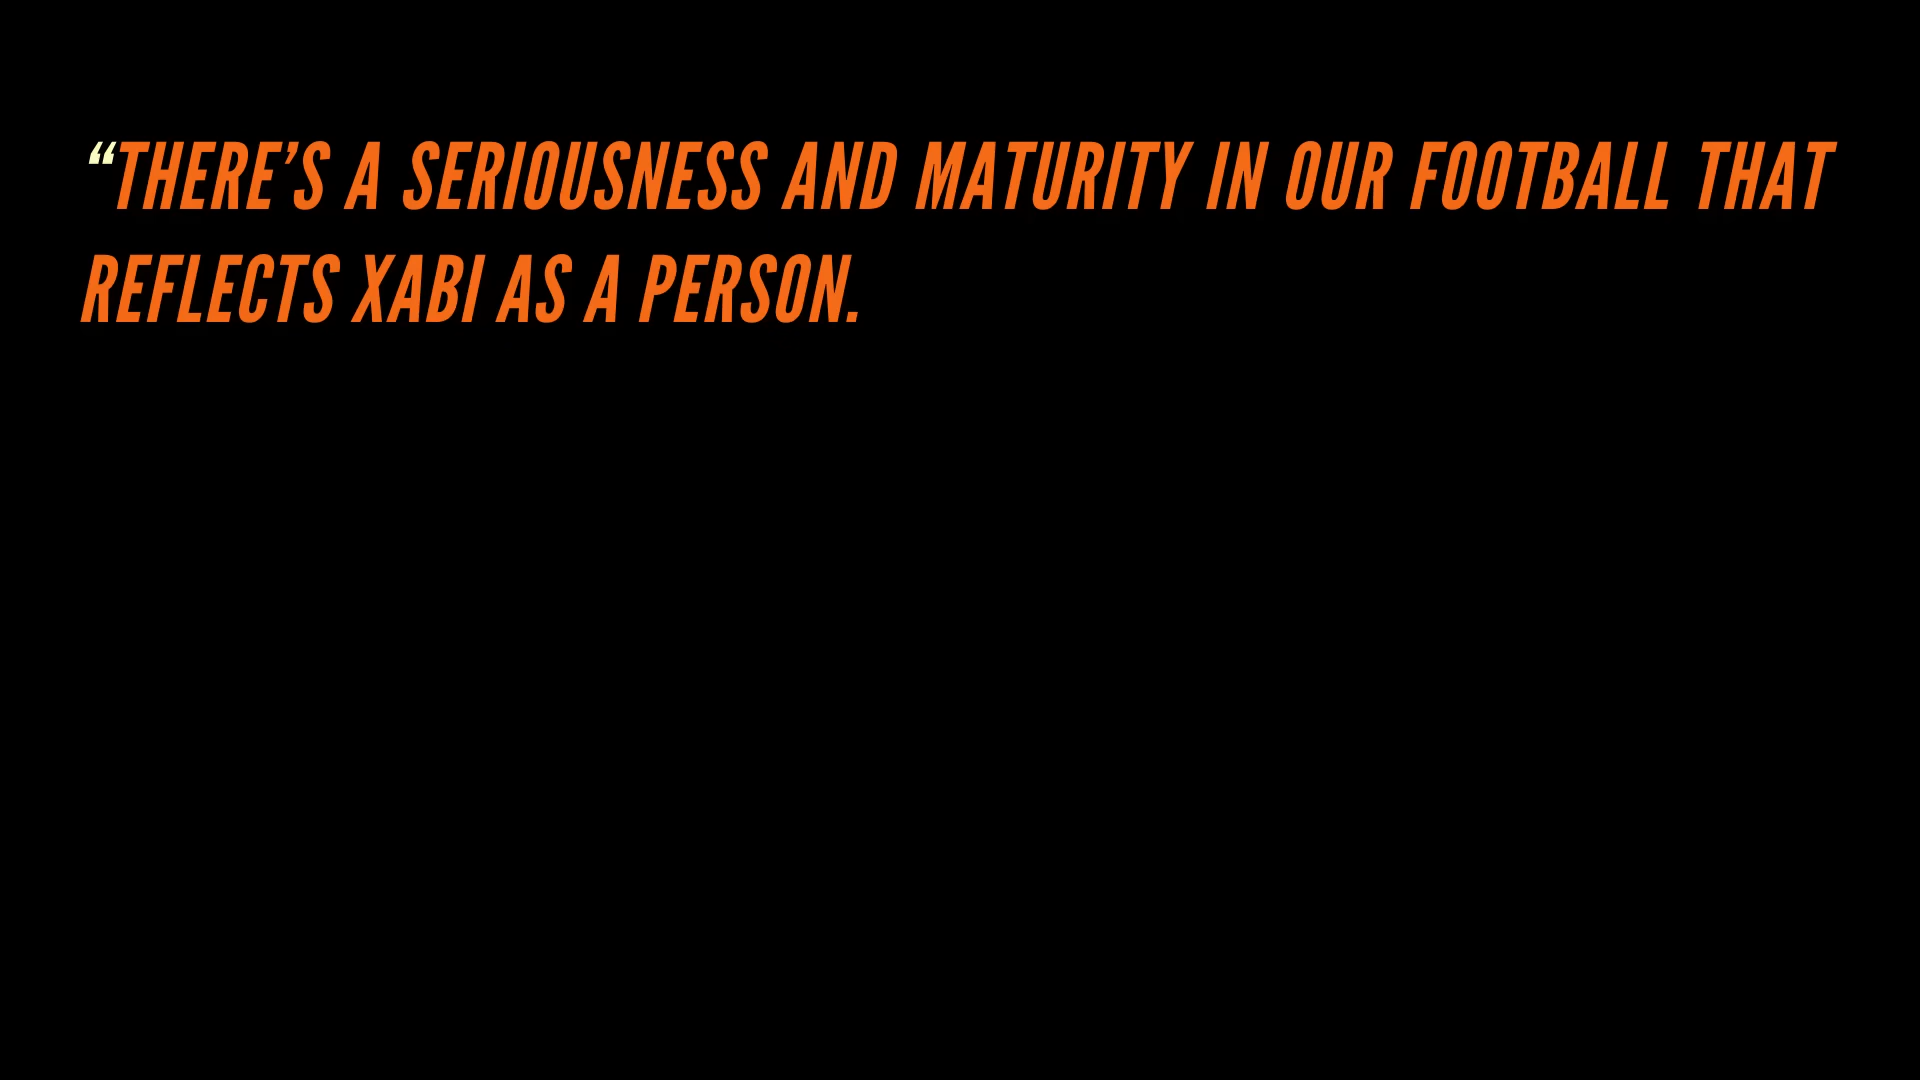 “THERE’S A SERIOUSNESS AND MATURITY IN OUR FOOTBALL THAT
REFLECTS XABI AS A PERSON.